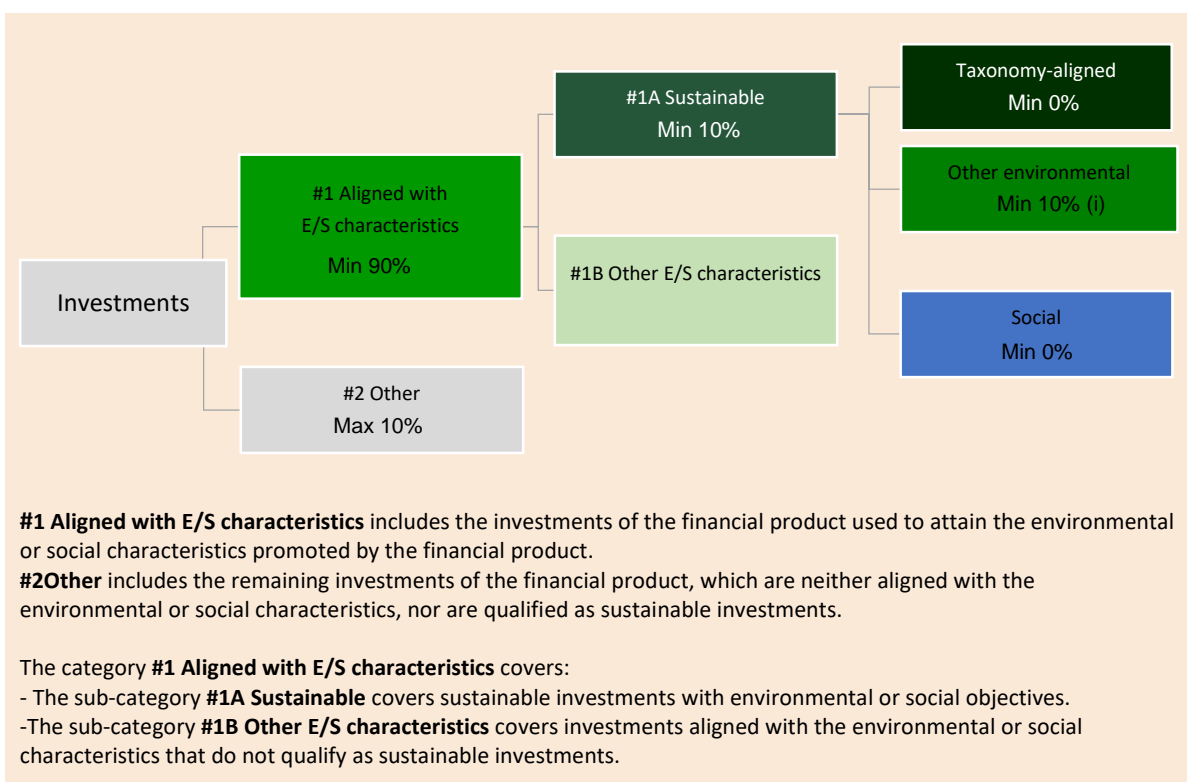 Taxonomy-aligned
Min 0%
#1A Sustainable
Min 10%
Other environmental
Min 10% (i)
#1 Aligned with
E/S characteristics
Min 90%
#1B Other E/S characteristics
Investments
Social
Min 0%
#2 Other
Max 10%
#1 Aligned with E/S characteristics includes the investments of the financial product used to attain the environmental
or social characteristics promoted by the financial product.
#2Other includes the remaining investments of the financial product, which are neither aligned with the
environmental or social characteristics, nor are qualified as sustainable investments.
The category #1 Aligned with E/S characteristics covers:
- The sub-category #1A Sustainable covers sustainable investments with environmental or social objectives.
-The sub-category #1B Other E/S characteristics covers investments aligned with the environmental or social
characteristics that do not qualify as sustainable investments.